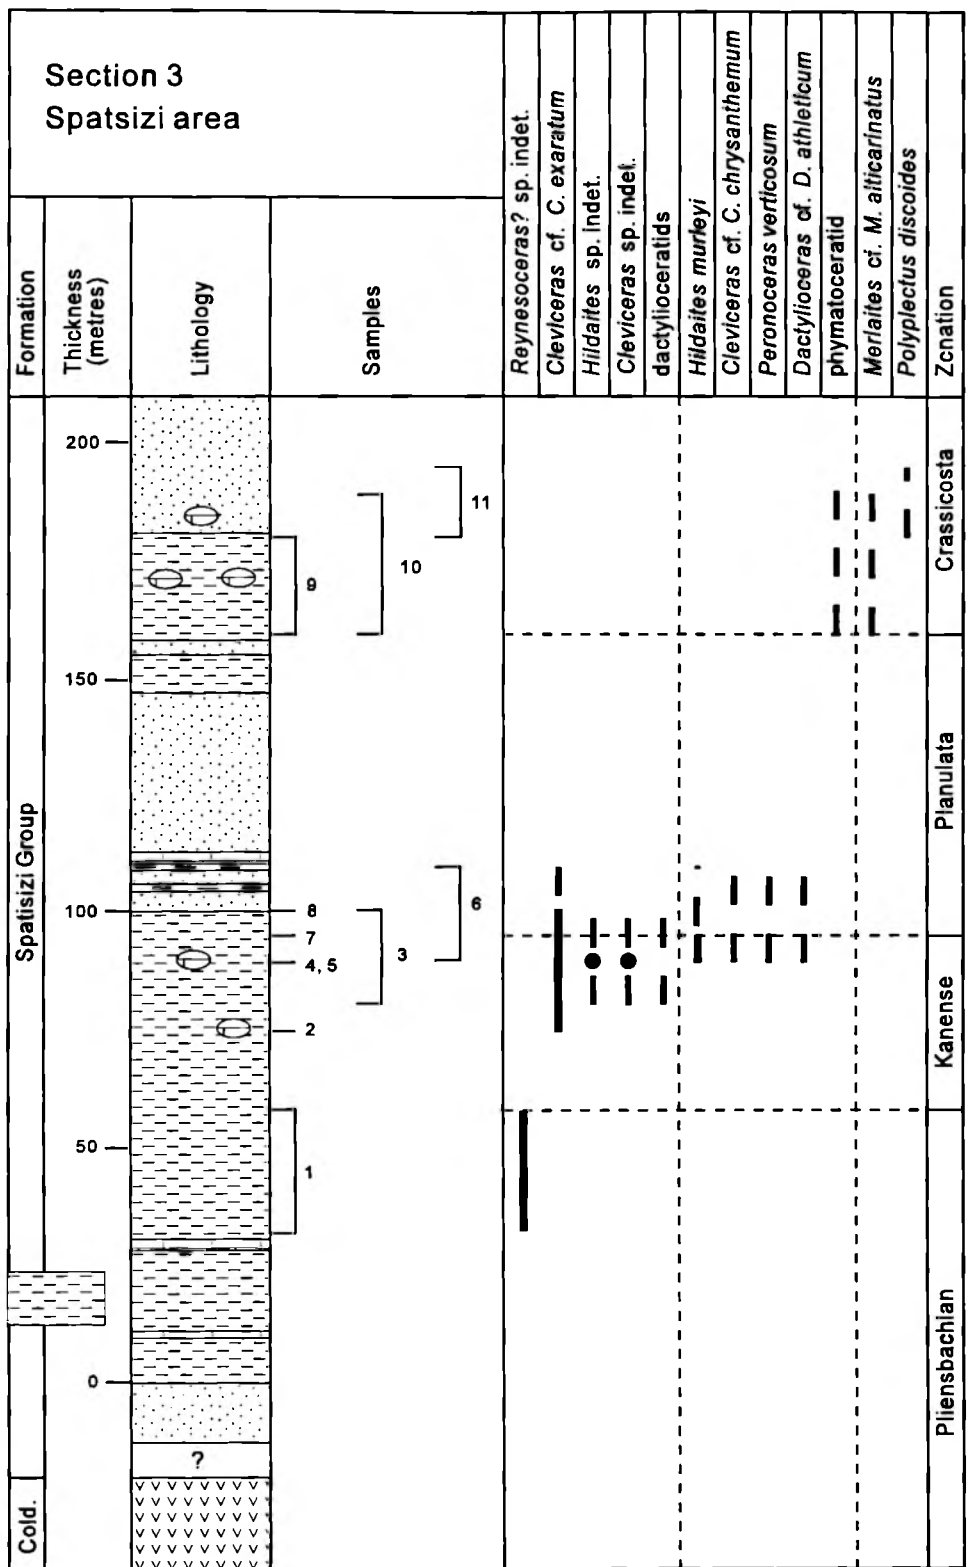 Section 3
Spatsizi area
Formation
Thickness
(metres)
Lithology
Samples
Reynesoceras? sp. indet.
Cleviceras cf. C. exaratum
Hildaites sp. indet.
Cleviceras sp. indet.
dactylioceratids
Hildaites murleyi
Cleviceras cf. C. chrysanthemum
Peronoceras verticosum
Dactylioceras cf. D. athleticum
phymatoceratid
Merlaites cf. M. alticarinatus
Polyplectus discoides
Zcnation
Spatisizi Group
Cold.
200
150
100
50
0
?
11
10
9
6
8
7
3
4, 5
2
1
Crassicosta
Planulata
Kanense
Pliensbachian